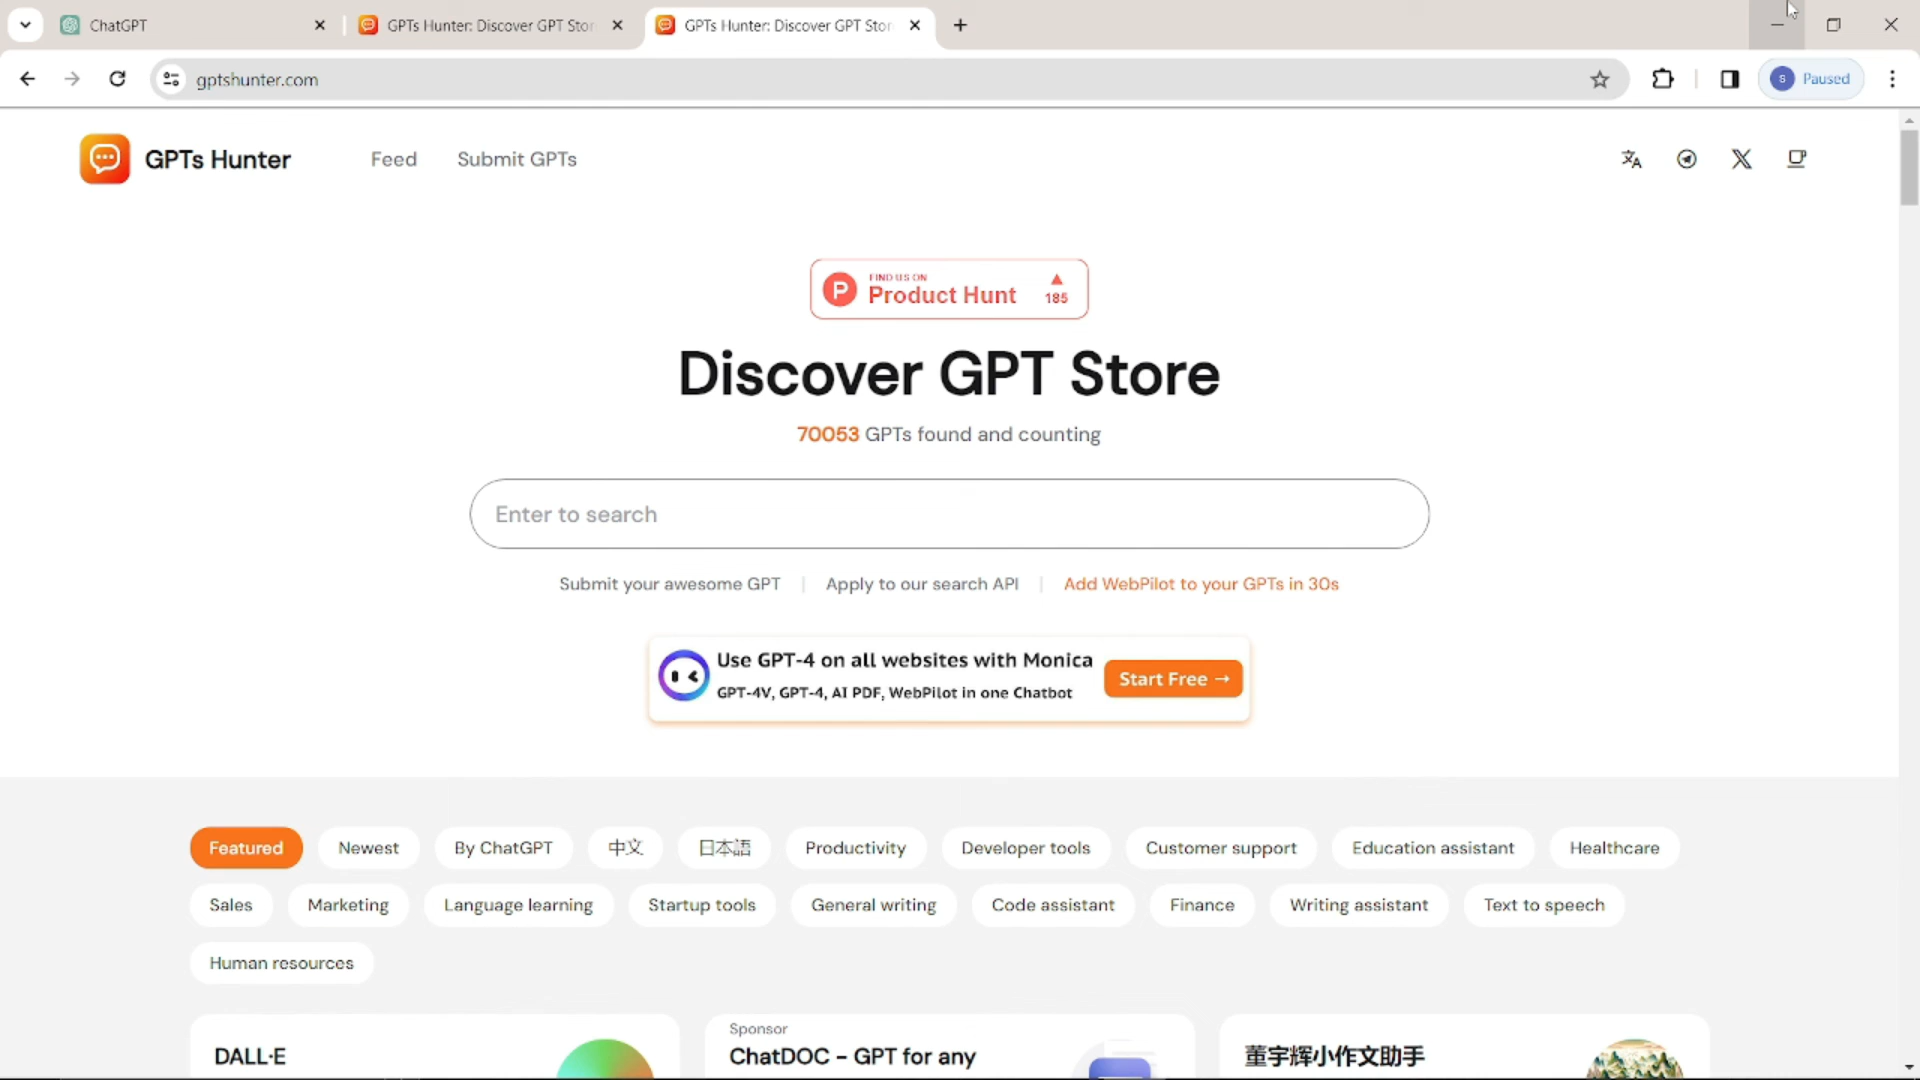 ChatGPT
GPTs Hunter: Discover GPT Stor
GPTs Hunter: Discover GPT Stor
gptshunter.com
S
Paused
GPTs Hunter
Feed
Submit GPTs
FIND US ON
Product Hunt
185
Discover GPT Store
70053 GPTs found and counting
Enter to search
Submit your awesome GPT
Apply to our search API
Add WebPilot to your GPTs in 30s
Use GPT-4 on all websites with Monica
GPT-4V, GPT-4, AI PDF, WebPilot in one Chatbot
Start Free →
Featured
Newest
By ChatGPT
中文
日本語
Productivity
Developer tools
Customer support
Education assistant
Healthcare
Sales
Marketing
Language learning
Startup tools
General writing
Code assistant
Finance
Writing assistant
Text to speech
Human resources
DALL·E
Sponsor
ChatDOC - GPT for any
董宇辉小作文助手